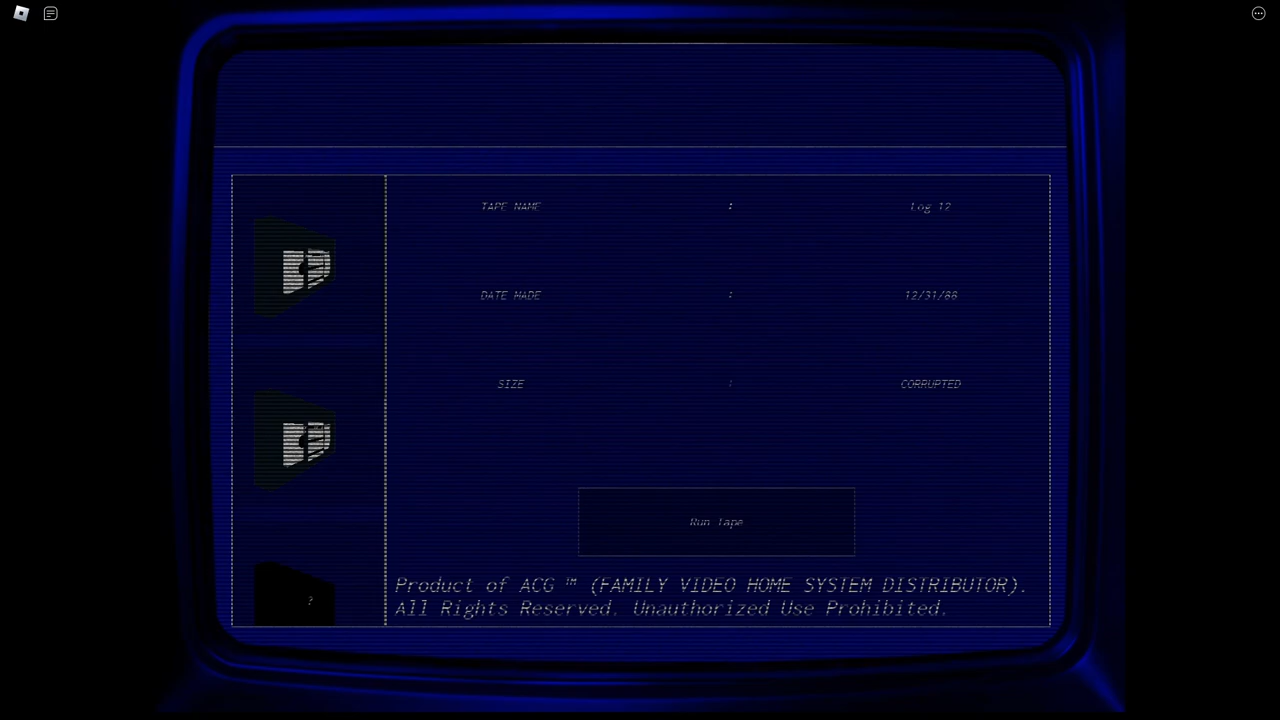 TAPE NAME : Log 12
DATE MADE : 12/31/88
SIZE : CORRUPTED
Run Tape
Product of ACG ™ (FAMILY VIDEO HOME SYSTEM DISTRIBUTOR).
All Rights Reserved. Unauthorized Use Prohibited.
?